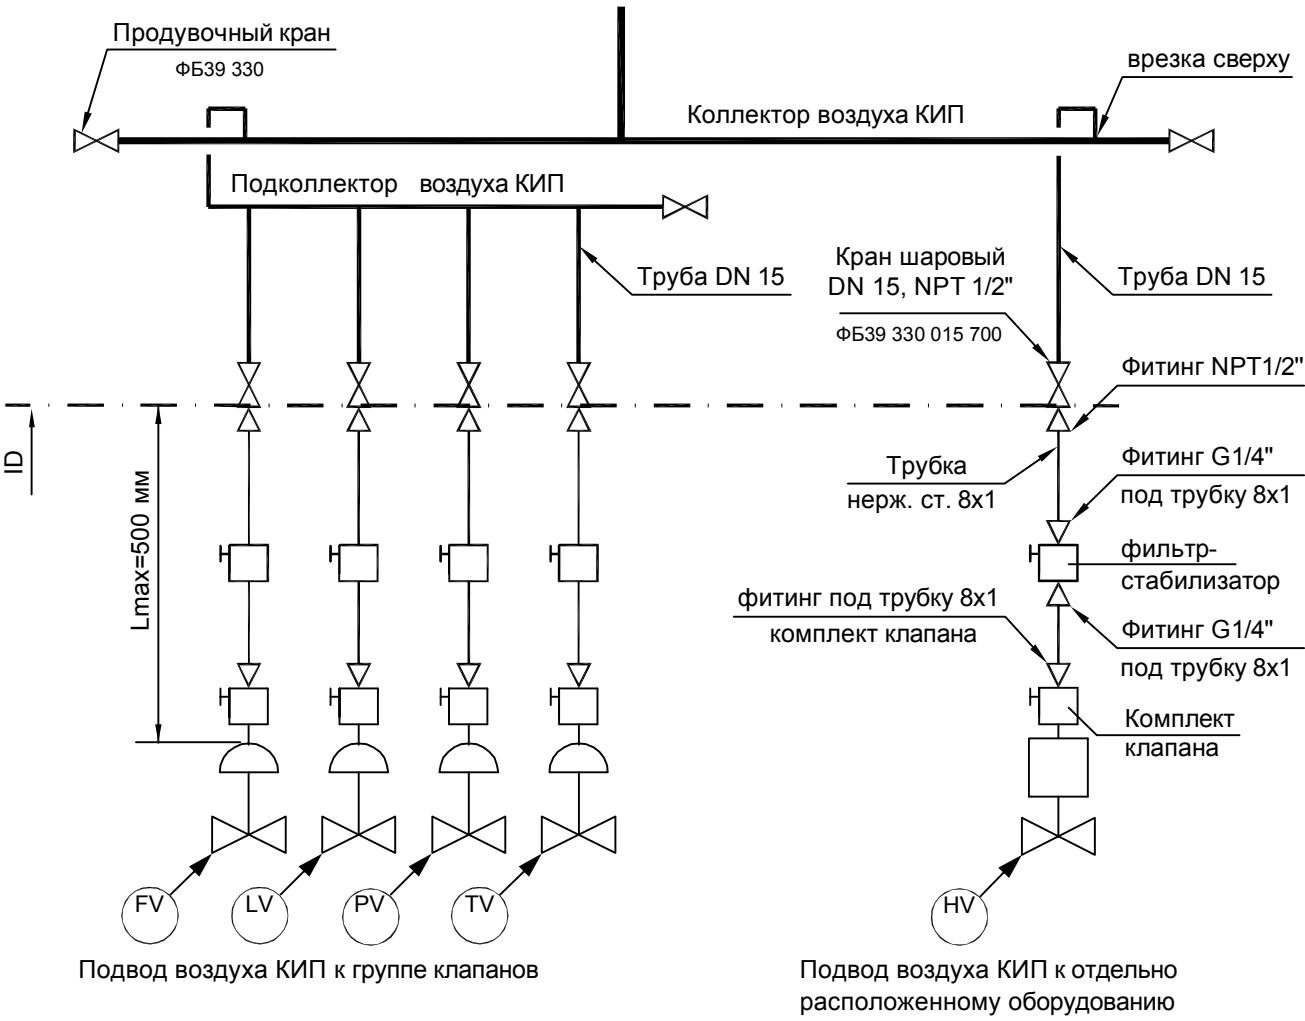 Продувочный кран
ФБ39 330
врезка сверху
Коллектор воздуха КИП
Подколлектор воздуха КИП
Труба DN 15
Кран шаровый
DN 15, NPT 1/2"
ФБ39 330 015 700
Труба DN 15
Фитинг NPT1/2"
ID
Lmax=500 мм
Трубка
нерж. ст. 8х1
Фитинг G1/4"
под трубку 8х1
фильтр-
стабилизатор
фитинг под трубку 8х1
комплект клапана
Фитинг G1/4"
под трубку 8х1
Комплект
клапана
FV
LV
PV
TV
HV
Подвод воздуха КИП к группе клапанов
Подвод воздуха КИП к отдельно
расположенному оборудованию